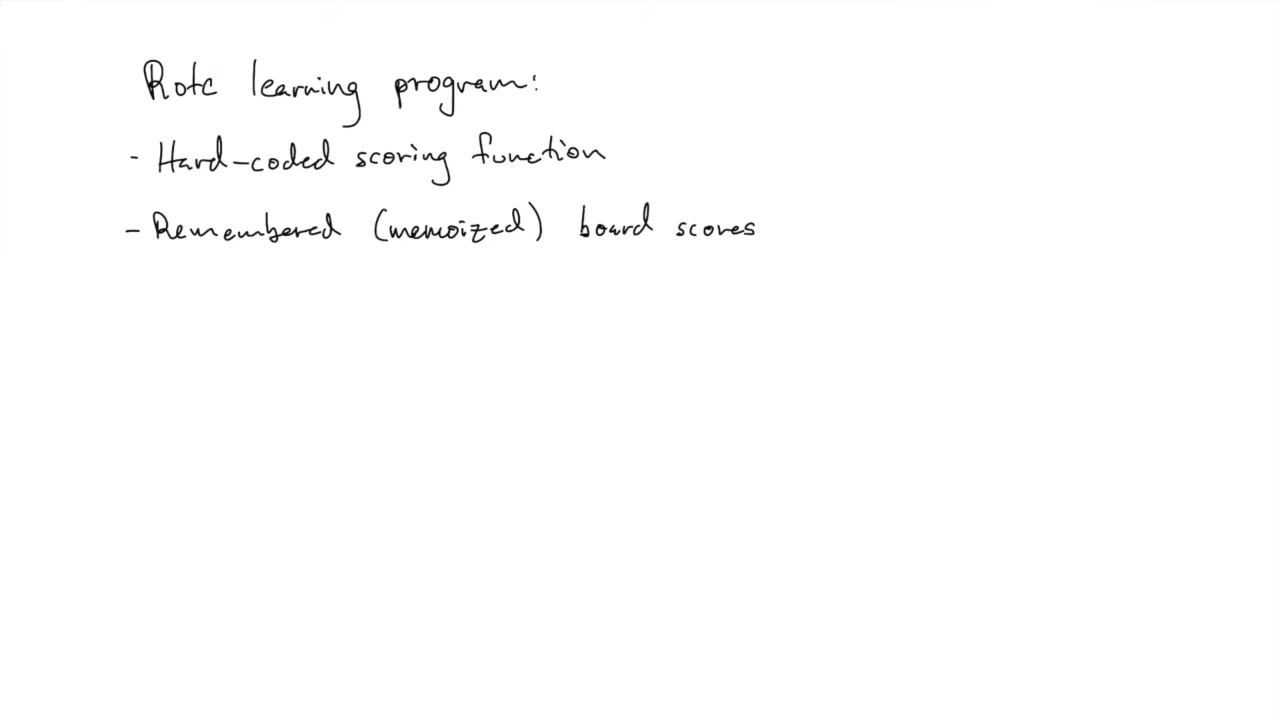 Rote learning program:
- Hard-coded scoring function
- Remembered (memoized) board scores